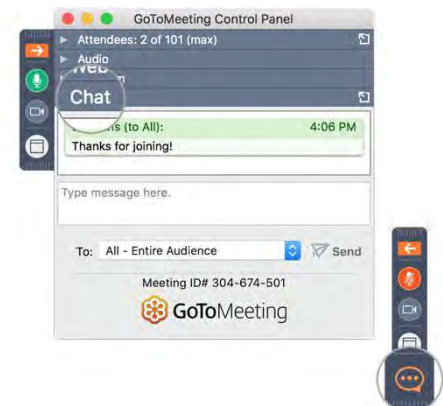 GoToMeeting Control Panel
Attendees: 2 of 101 (max)
Audio
Chat
(to All): 4:06 PM
Thanks for joining!
Type message here.
To: All - Entire Audience Send
Meeting ID# 304-674-501
GoToMeeting